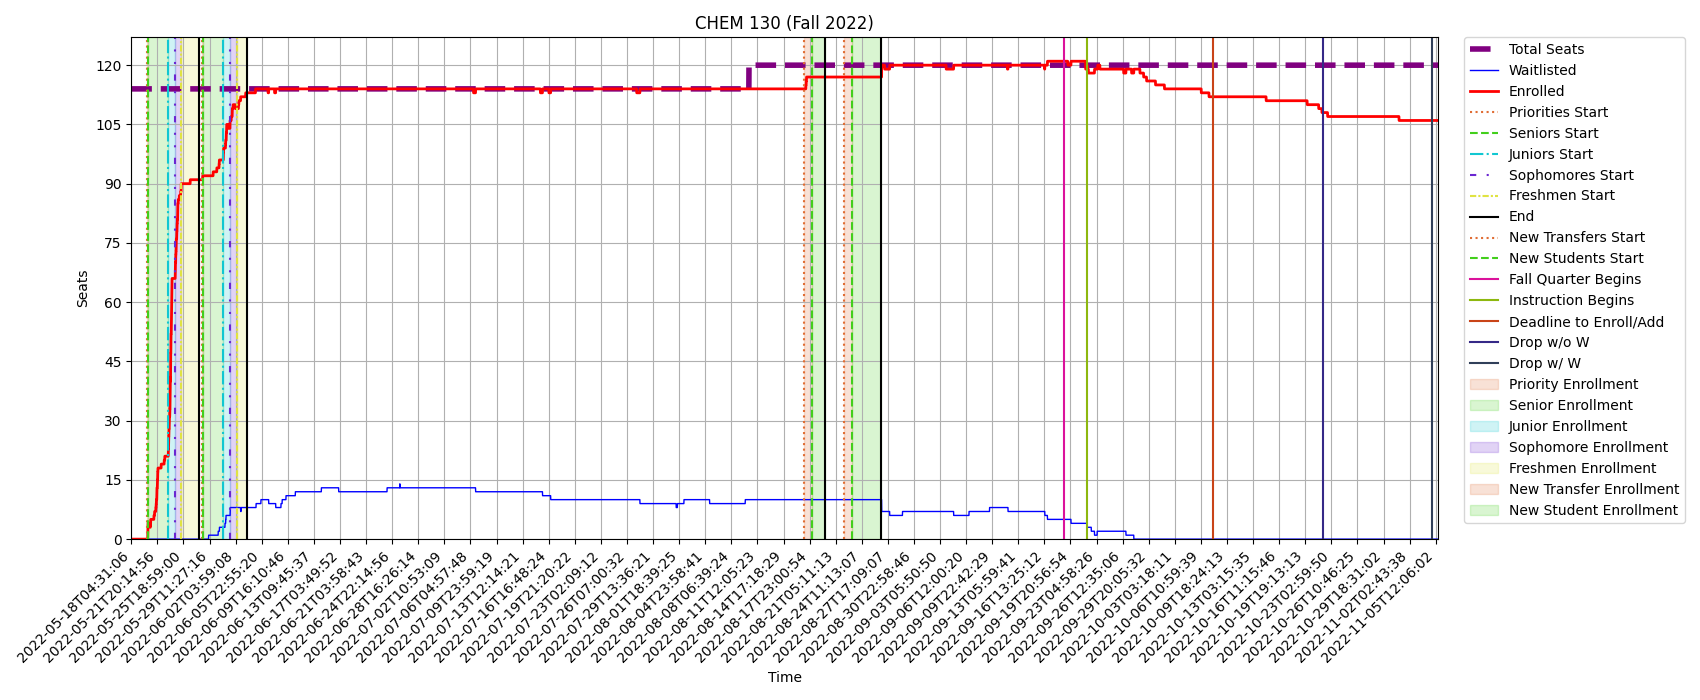 CHEM 130 (Fall 2022)
Seats
120
105
90
75
60
45
30
15
0
2022-05-18T04:31:06
2022-05-21T20:14:56
2022-05-25T18:59:00
2022-05-29T11:27:16
2022-06-02T03:59:08
2022-06-05T22:55:20
2022-06-09T16:10:46
2022-06-13T09:45:37
2022-06-17T03:49:52
2022-06-21T03:58:43
2022-06-24T22:14:56
2022-06-28T16:26:14
2022-07-02T10:53:09
2022-07-06T04:57:48
2022-07-09T23:59:19
2022-07-13T12:14:21
2022-07-16T16:48:24
2022-07-19T21:20:22
2022-07-23T02:09:12
2022-07-26T07:00:32
2022-07-29T13:36:21
2022-08-01T18:39:25
2022-08-04T23:58:41
2022-08-08T06:39:24
2022-08-11T12:05:23
2022-08-14T17:18:29
2022-08-17T23:00:54
2022-08-21T05:11:13
2022-08-24T11:13:07
2022-08-27T17:09:07
2022-08-30T22:58:46
2022-09-03T05:50:50
2022-09-06T12:00:20
2022-09-09T22:42:29
2022-09-13T05:59:41
2022-09-16T13:25:12
2022-09-19T20:56:54
2022-09-23T04:58:26
2022-09-26T12:35:06
2022-09-29T20:05:32
2022-10-03T03:18:11
2022-10-06T10:59:39
2022-10-09T18:24:13
2022-10-13T03:15:35
2022-10-16T11:15:46
2022-10-19T19:13:13
2022-10-23T02:59:50
2022-10-26T10:46:25
2022-10-29T18:31:02
2022-11-02T02:43:38
2022-11-05T12:06:02
Time
Total Seats
Waitlisted
Enrolled
Priorities Start
Seniors Start
Juniors Start
Sophomores Start
Freshmen Start
End
New Transfers Start
New Students Start
Fall Quarter Begins
Instruction Begins
Deadline to Enroll/Add
Drop w/o W
Drop w/ W
Priority Enrollment
Senior Enrollment
Junior Enrollment
Sophomore Enrollment
Freshmen Enrollment
New Transfer Enrollment
New Student Enrollment